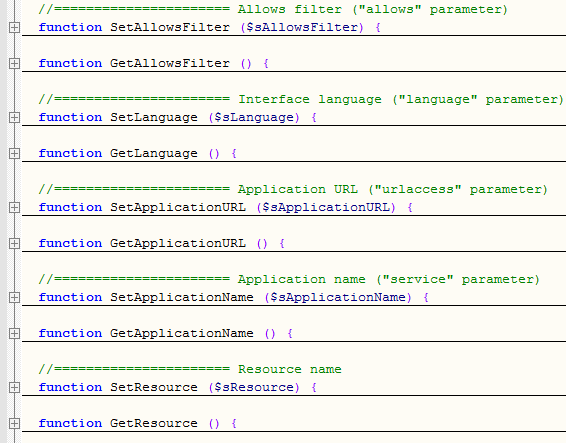 //====================== Allows filter ("allows" parameter)
function SetAllowsFilter ($sAllowsFilter) {
function GetAllowsFilter () {
//====================== Interface language ("language" parameter)
function SetLanguage ($sLanguage) {
function GetLanguage () {
//====================== Application URL ("urlaccess" parameter)
function SetApplicationURL ($sApplicationURL) {
function GetApplicationURL () {
//====================== Application name ("service" parameter)
function SetApplicationName ($sApplicationName) {
function GetApplicationName () {
//====================== Resource name
function SetResource ($sResource) {
function GetResource () {